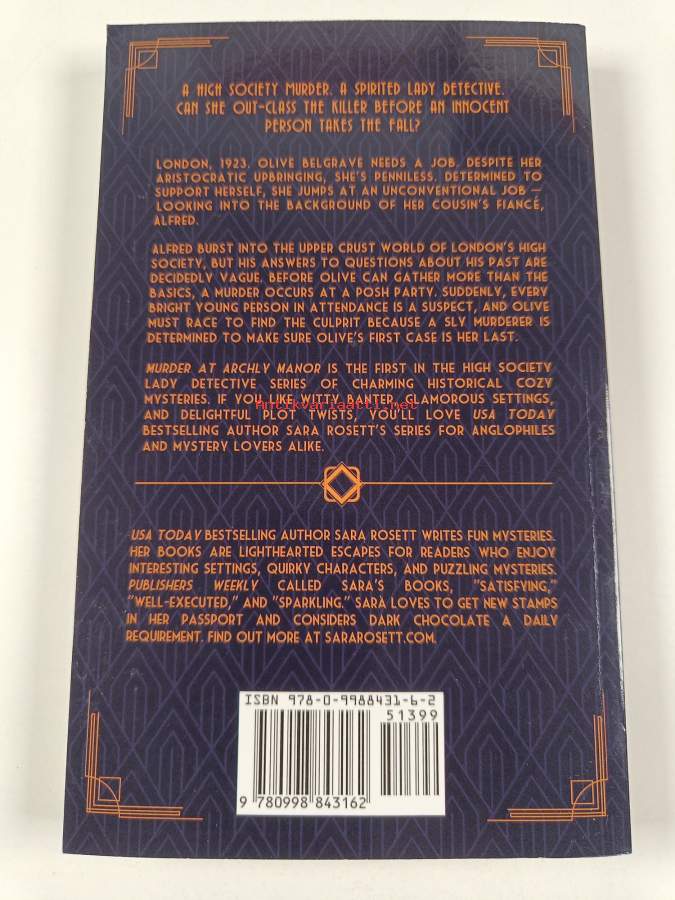 A HIGH SOCIETY MURDER. A SPIRITED LADY DETECTIVE.
CAN SHE OUT-CLASS THE KILLER BEFORE AN INNOCENT
PERSON TAKES THE FALL?
LONDON, 1923. OLIVE BELGRAVE NEEDS A JOB. DESPITE HER
ARISTOCRATIC UPBRINGING, SHE'S PENNILESS. DETERMINED TO
SUPPORT HERSELF, SHE JUMPS AT AN UNCONVENTIONAL JOB —
LOOKING INTO THE BACKGROUND OF HER COUSIN'S FIANCÉ,
ALFRED.
ALFRED BURST INTO THE UPPER CRUST WORLD OF LONDON'S HIGH
SOCIETY, BUT HIS ANSWERS TO QUESTIONS ABOUT HIS PAST ARE
DECIDEDLY VAGUE. BEFORE OLIVE CAN GATHER MORE THAN THE
BASICS, A MURDER OCCURS AT A POSH PARTY. SUDDENLY, EVERY
BRIGHT YOUNG PERSON IN ATTENDANCE IS A SUSPECT, AND OLIVE
MUST RACE TO FIND THE CULPRIT BECAUSE A SLY MURDERER IS
DETERMINED TO MAKE SURE OLIVE'S FIRST CASE IS HER LAST.
MURDER AT ARCHLY MANOR IS THE FIRST IN THE HIGH SOCIETY
LADY DETECTIVE SERIES OF CHARMING HISTORICAL COZY
MYSTERIES. IF YOU LIKE WITTY BANTER, GLAMOROUS SETTINGS,
Antikvariaatti.net
AND DELIGHTFUL PLOT TWISTS, YOU'LL LOVE USA TODAY
BESTSELLING AUTHOR SARA ROSETT'S SERIES FOR ANGLOPHILES
AND MYSTERY LOVERS ALIKE.
USA TODAY BESTSELLING AUTHOR SARA ROSETT WRITES FUN MYSTERIES.
HER BOOKS ARE LIGHTHEARTED ESCAPES FOR READERS WHO ENJOY
INTERESTING SETTINGS, QUIRKY CHARACTERS, AND PUZZLING MYSTERIES.
PUBLISHERS WEEKLY CALLED SARA'S BOOKS, "SATISFYING,"
"WELL-EXECUTED," AND "SPARKLING." SARA LOVES TO GET NEW STAMPS
IN HER PASSPORT AND CONSIDERS DARK CHOCOLATE A DAILY
REQUIREMENT. FIND OUT MORE AT SARAROSETT.COM.
ISBN 978-0-9988431-6-2
51399
9 780998 843162